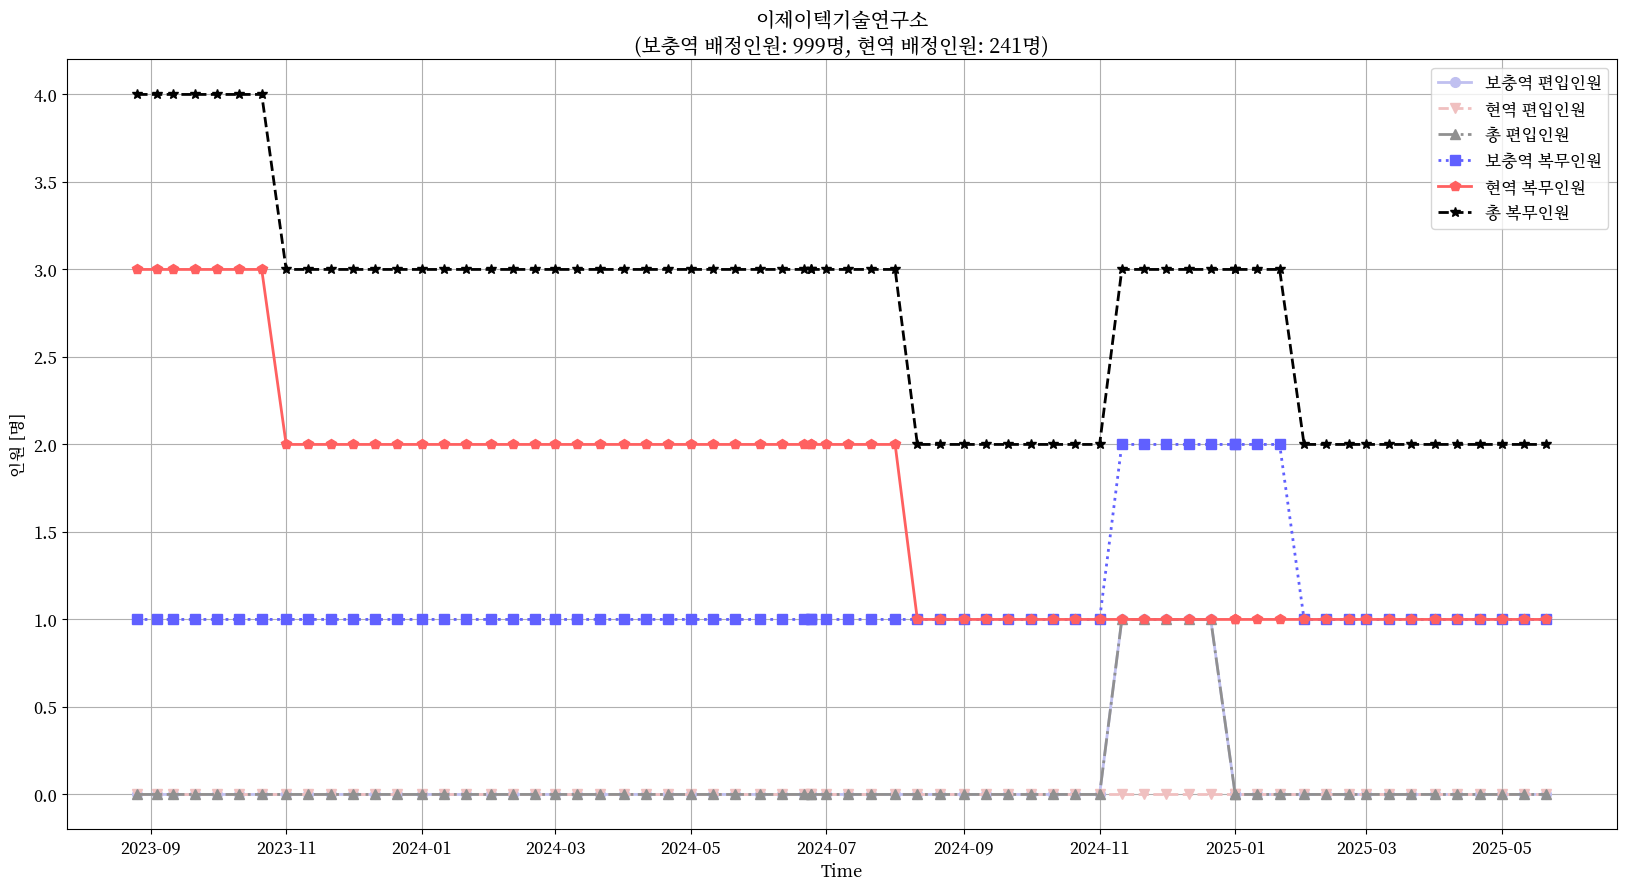 이제이텍기술연구소
(보충역 배정인원: 999명, 현역 배정인원: 241명)
보충역 편입인원
현역 편입인원
총 편입인원
보충역 복무인원
현역 복무인원
총 복무인원
4.0
3.5
3.0
2.5
2.0
1.5
1.0
0.5
0.0
인원 [명]
2023-09 2023-11 2024-01 2024-03 2024-05 2024-07 2024-09 2024-11 2025-01 2025-03 2025-05
Time